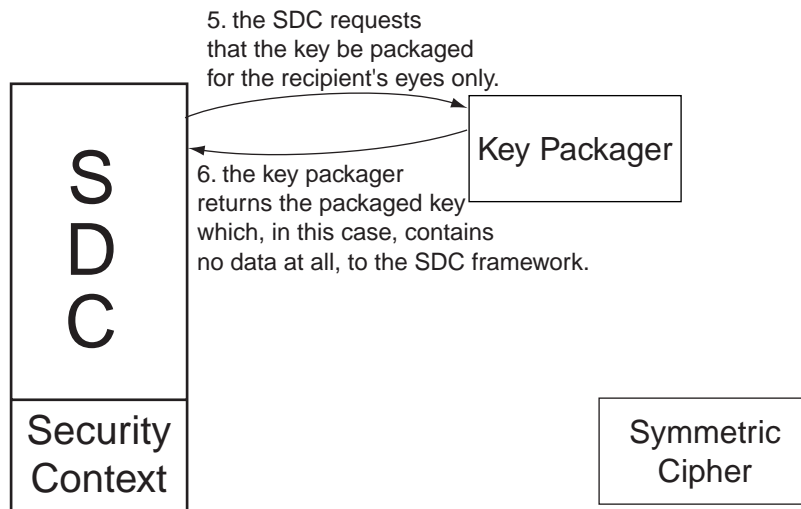 5. the SDC requests
that the key be packaged
for the recipient's eyes only.
S
D
C
Key Packager
6. the key packager
returns the packaged key
which, in this case, contains
no data at all, to the SDC framework.
Security
Context
Symmetric
Cipher